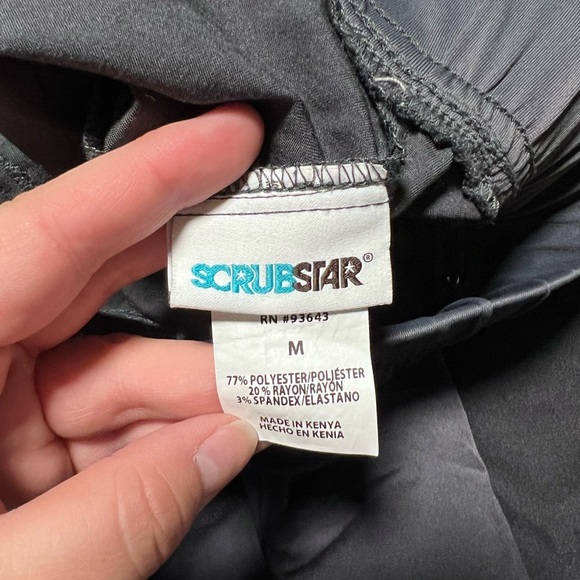 SCRUBSTAR®
RN #93643
M
77% POLYESTER/POLIÉSTER
20% RAYON/RAYÓN
3% SPANDEX/ELASTANO
MADE IN KENYA
HECHO EN KENIA